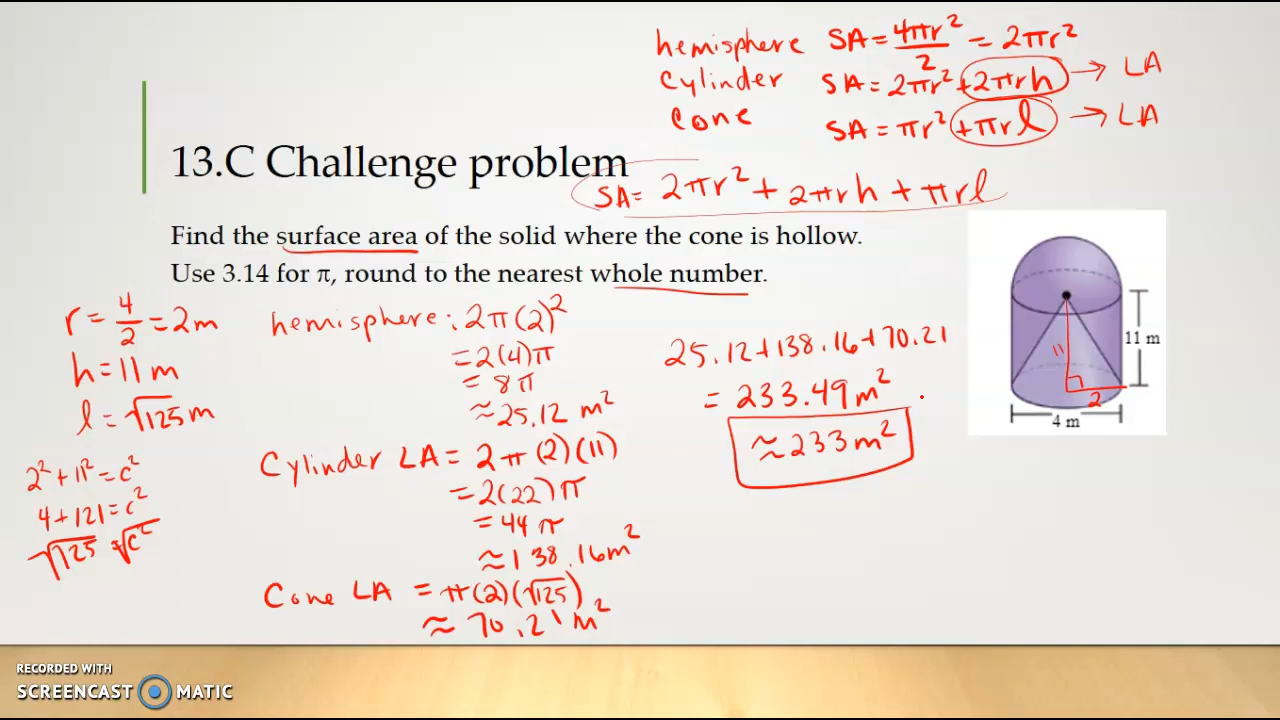 hemisphere SA = 4πr²/2 = 2πr²
Cylinder SA = 2πr² + 2πrh → LA
Cone SA = πr² + πrl → LA
13.C Challenge problem
SA = 2πr² + 2πrh + πrl
Find the surface area of the solid where the cone is hollow.
Use 3.14 for π, round to the nearest whole number.
r = 4/2 = 2m
h = 11 m
l = √125 m
2² + 11² = c²
4 + 121 = c²
√125 √c²
hemisphere: 2π(2)²
= 2(4)π
= 8π
≈ 25.12 m²
Cylinder LA = 2π(2)(11)
= 2(22)π
= 44π
≈ 138.16m²
Cone LA = π(2)(√125)
≈ 70.21 m²
25.12 + 138.16 + 70.21
= 233.49 m²
≈ 233 m²
11
2
11 m
4 m
RECORDED WITH
SCREENCAST MATIC